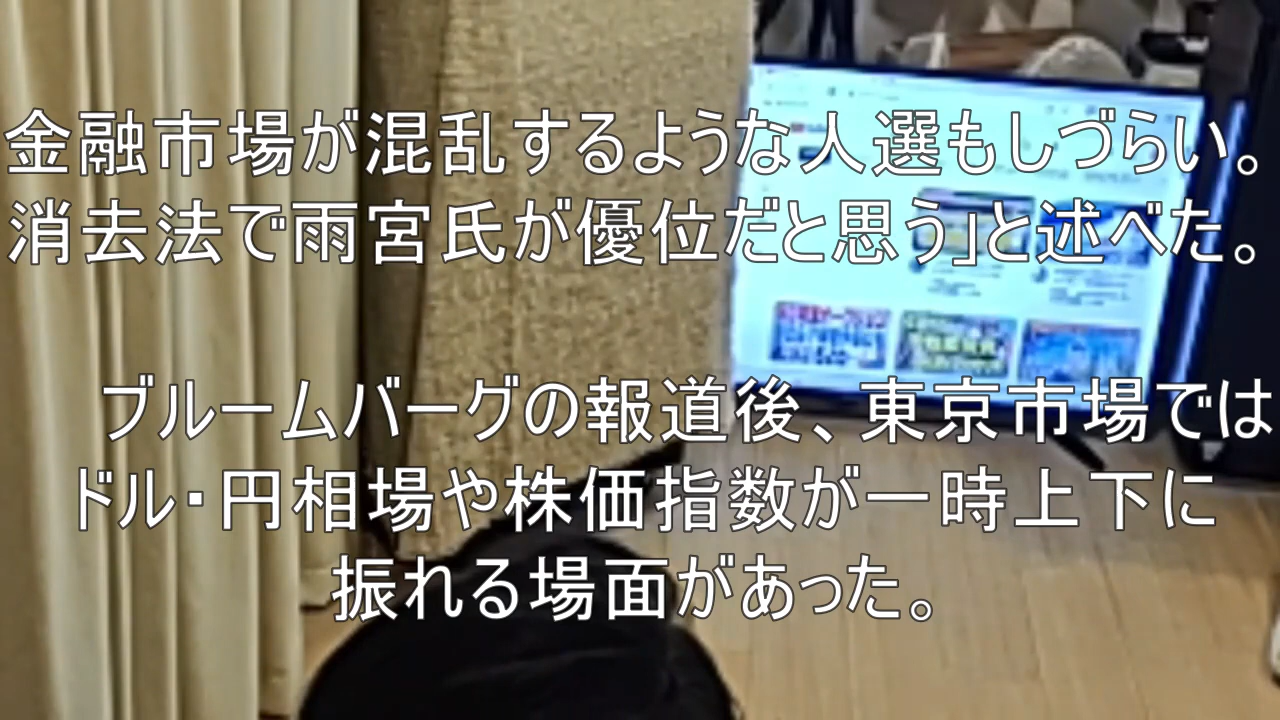 金融市場が混乱するような人選もしづらい。
消去法で雨宮氏が優位だと思う」と述べた。
ブルームバーグの報道後、東京市場では
ドル・円相場や株価指数が一時上下に
振れる場面があった。